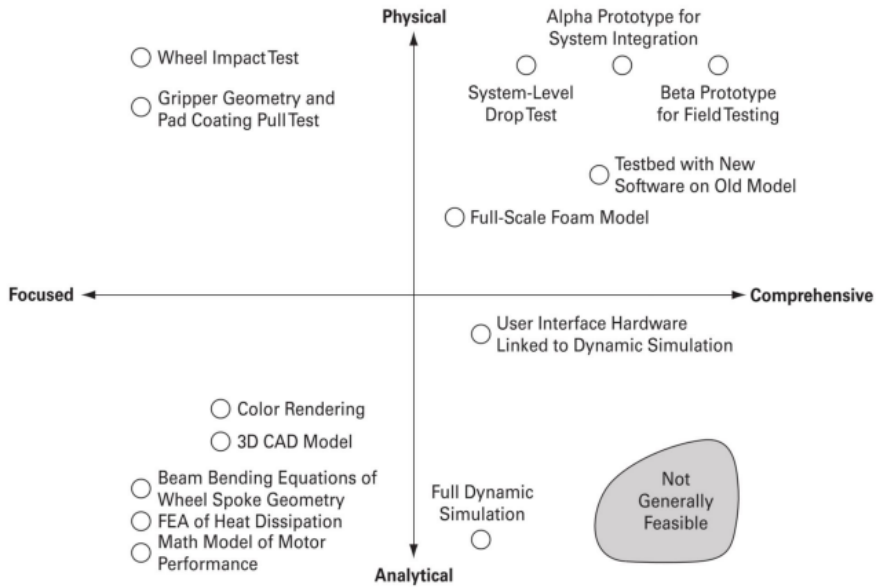 Physical
Alpha Prototype for
System Integration
Wheel Impact Test
Gripper Geometry and
Pad Coating Pull Test
System-Level
Drop Test
Beta Prototype
for Field Testing
Testbed with New
Software on Old Model
Full-Scale Foam Model
Focused
Comprehensive
User Interface Hardware
Linked to Dynamic Simulation
Color Rendering
3D CAD Model
Beam Bending Equations of
Wheel Spoke Geometry
FEA of Heat Dissipation
Math Model of Motor
Performance
Full Dynamic
Simulation
Not
Generally
Feasible
Analytical